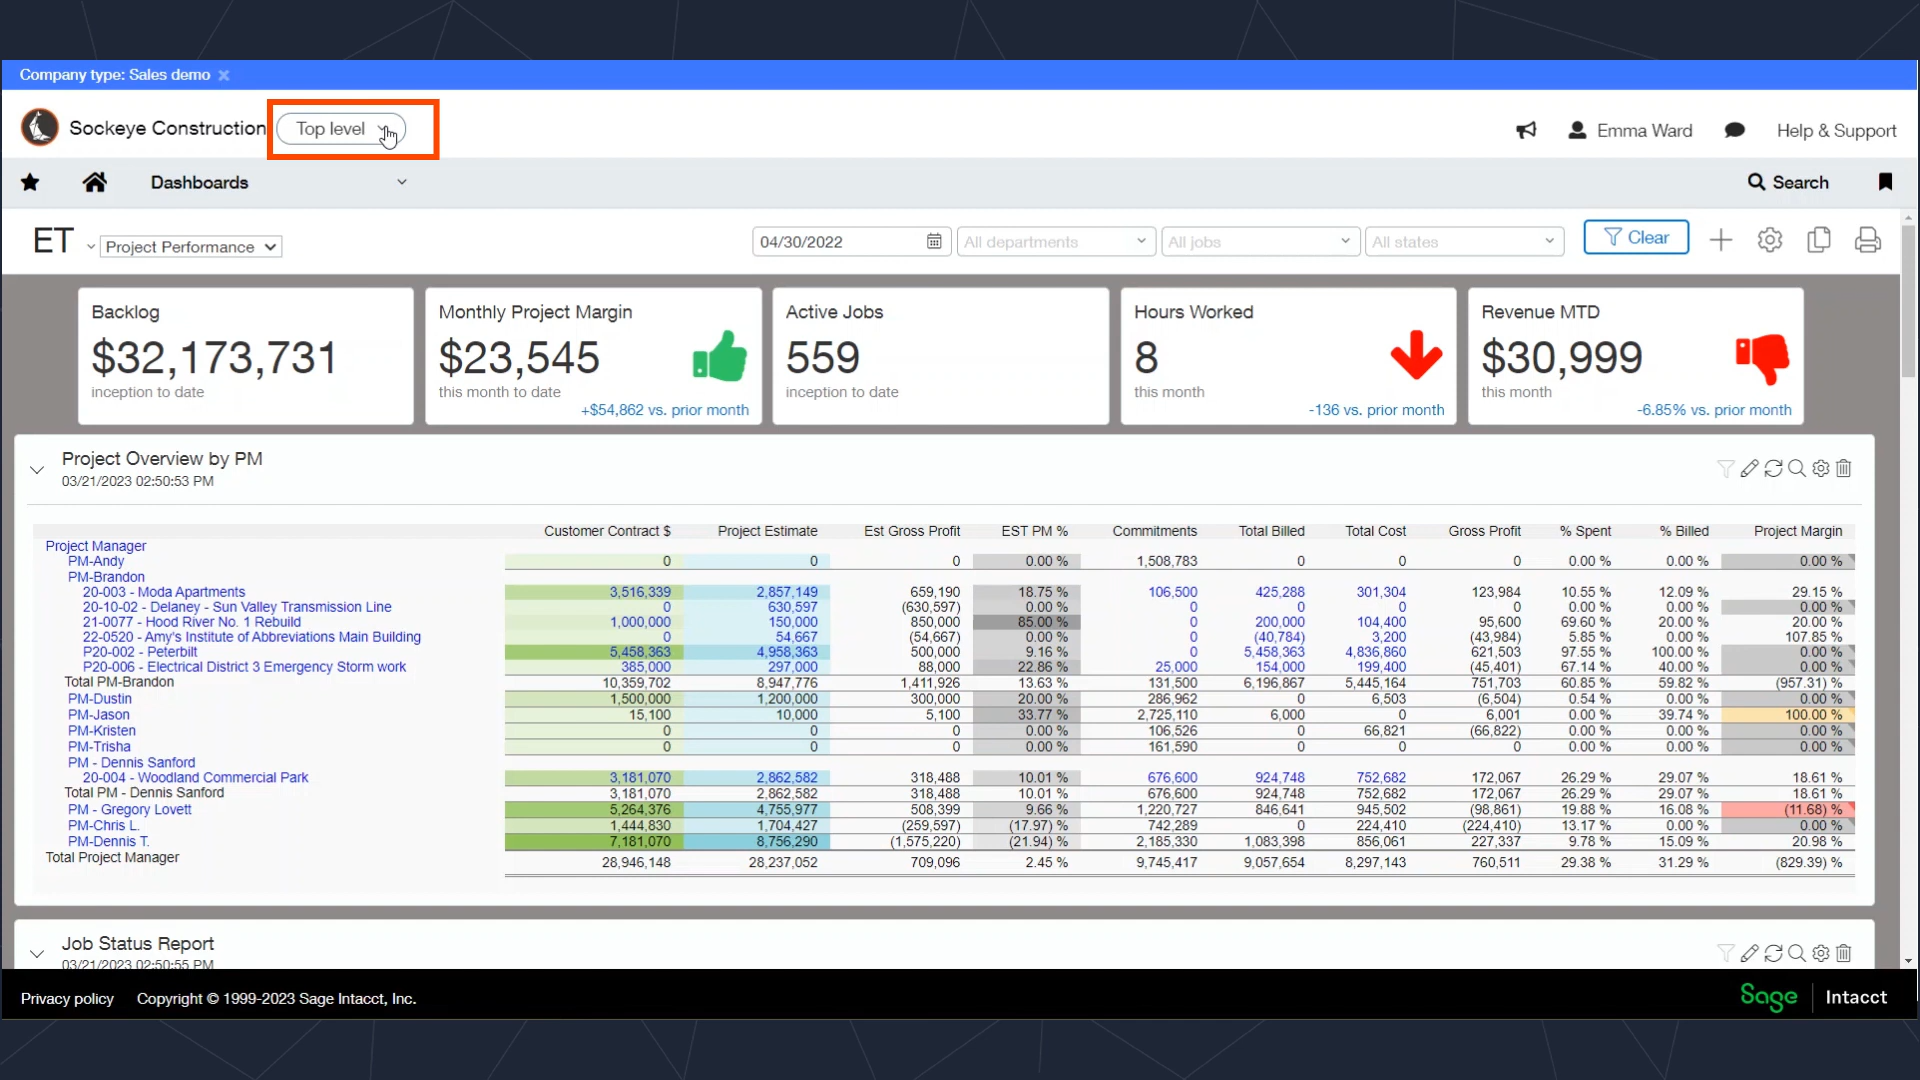 Company type: Sales demo ×
Sockeye Construction Top level Emma Ward Help & Support
Dashboards Search
ET Project Performance 04/30/2022 All departments All jobs All states Clear
Backlog Monthly Project Margin Active Jobs Hours Worked Revenue MTD
$32,173,731 $23,545 559 8 $30,999
inception to date this month to date inception to date this month this month
+$54,862 vs. prior month -136 vs. prior month -6.85% vs. prior month
Project Overview by PM
03/21/2023 02:50:53 PM
Customer Contract $ Project Estimate Est Gross Profit EST PM % Commitments Total Billed Total Cost Gross Profit % Spent % Billed Project Margin
Project Manager
PM-Andy 0 0 0 0.00 % 1,508,783 0 0 0 0.00 % 0.00 % 0.00 %
PM-Brandon
20-003 - Moda Apartments 3,516,339 2,857,149 659,190 18.75 % 106,500 425,288 301,304 123,984 10.55 % 12.09 % 29.15 %
20-10-02 - Delaney - Sun Valley Transmission Line 0 630,597 (630,597) 0.00 % 0 0 0 0 0.00 % 0.00 % 0.00 %
21-0077 - Hood River No. 1 Rebuild 1,000,000 150,000 850,000 85.00 % 0 200,000 104,400 95,600 69.60 % 20.00 % 20.00 %
22-0520 - Amy's Institute of Abbreviations Main Building 0 54,667 (54,667) 0.00 % 0 (40,784) 3,200 (43,984) 5.85 % 0.00 % 107.85 %
P20-002 - Peterbilt 5,458,363 4,958,363 500,000 9.16 % 0 5,458,363 4,836,860 621,503 97.55 % 100.00 % 0.00 %
P20-006 - Electrical District 3 Emergency Storm work 385,000 297,000 88,000 22.86 % 25,000 154,000 199,400 (45,401) 67.14 % 40.00 % 0.00 %
Total PM-Brandon 10,359,702 8,947,776 1,411,926 13.63 % 131,500 6,196,867 5,445,164 751,703 60.85 % 59.82 % (957.31) %
PM-Dustin 1,500,000 1,200,000 300,000 20.00 % 286,962 0 6,503 (6,504) 0.54 % 0.00 % 0.00 %
PM-Jason 15,100 10,000 5,100 33.77 % 2,725,110 6,000 0 6,001 0.00 % 39.74 % 100.00 %
PM-Kristen 0 0 0 0.00 % 106,526 0 66,821 (66,822) 0.00 % 0.00 % 0.00 %
PM-Trisha 0 0 0 0.00 % 161,590 0 0 0 0.00 % 0.00 % 0.00 %
PM - Dennis Sanford
20-004 - Woodland Commercial Park 3,181,070 2,862,582 318,488 10.01 % 676,600 924,748 752,682 172,067 26.29 % 29.07 % 18.61 %
Total PM - Dennis Sanford 3,181,070 2,862,582 318,488 10.01 % 676,600 924,748 752,682 172,067 26.29 % 29.07 % 18.61 %
PM - Gregory Lovett 5,264,376 4,755,977 508,399 9.66 % 1,220,727 846,641 945,502 (98,861) 19.88 % 16.08 % (11.68) %
PM-Chris L. 1,444,830 1,704,427 (259,597) (17.97) % 742,289 0 224,410 (224,410) 13.17 % 0.00 % 0.00 %
PM-Dennis T. 7,181,070 8,756,290 (1,575,220) (21.94) % 2,185,330 1,083,398 856,061 227,337 9.78 % 15.09 % 20.98 %
Total Project Manager 28,946,148 28,237,052 709,096 2.45 % 9,745,417 9,057,654 8,297,143 760,511 29.38 % 31.29 % (829.39) %
Job Status Report
03/21/2023 02:50:55 PM
Privacy policy Copyright © 1999-2023 Sage Intacct, Inc. Sage Intacct